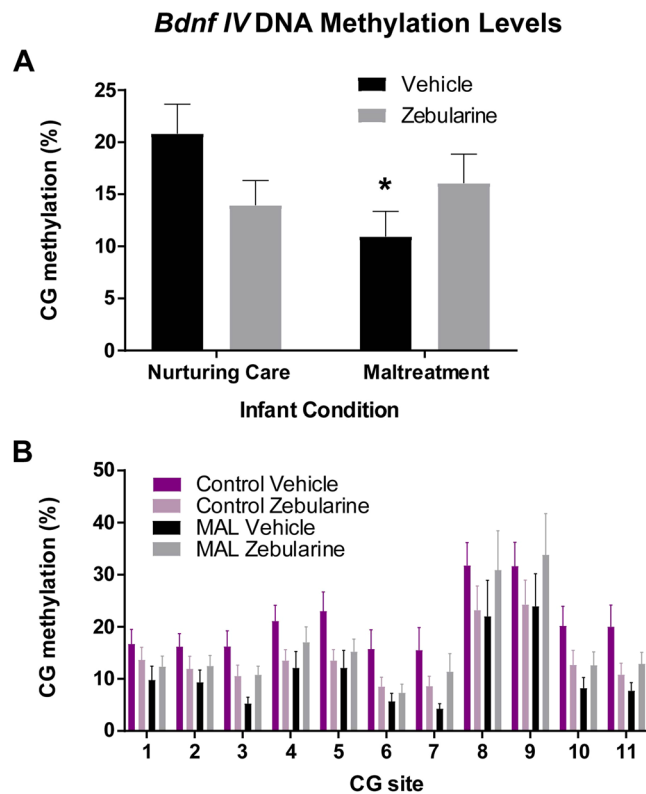 Bdnf IV DNA Methylation Levels
A
Vehicle
Zebularine
CG methylation (%)
25
20
15
10
5
0
*
Nurturing Care Maltreatment
Infant Condition
B
Control Vehicle
Control Zebularine
MAL Vehicle
MAL Zebularine
CG methylation (%)
50
40
30
20
10
0
1 2 3 4 5 6 7 8 9 10 11
CG site